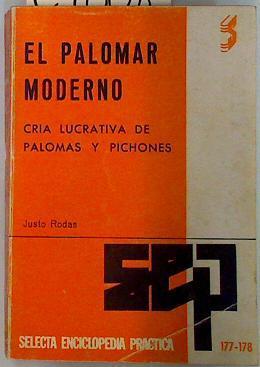 EL PALOMAR
MODERNO
CRIA LUCRATIVA DE
PALOMAS Y PICHONES
Justo Rodas
sep
177-178
SELECTA ENCICLOPEDIA PRACTICA